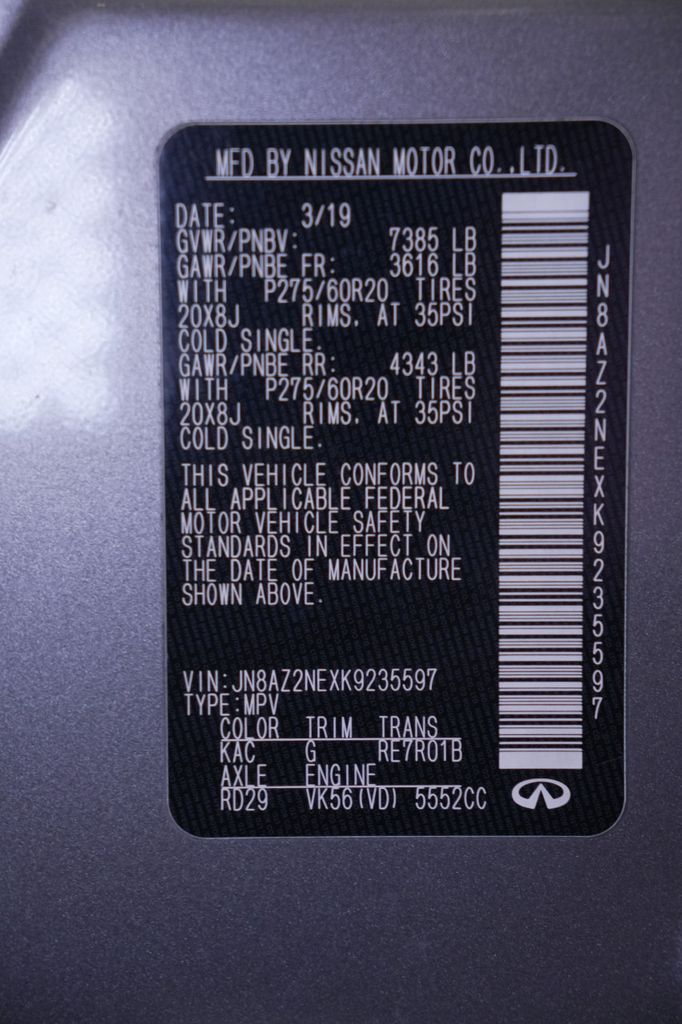 MFD BY NISSAN MOTOR CO.,LTD.
DATE: 3/19
GVWR/PNBV: 7385 LB
GAWR/PNBE FR: 3616 LB
WITH P275/60R20 TIRES
20X8J RIMS, AT 35PSI
COLD SINGLE.
GAWR/PNBE RR: 4343 LB
WITH P275/60R20 TIRES
20X8J RIMS, AT 35PSI
COLD SINGLE.
THIS VEHICLE CONFORMS TO
ALL APPLICABLE FEDERAL
MOTOR VEHICLE SAFETY
STANDARDS IN EFFECT ON
THE DATE OF MANUFACTURE
SHOWN ABOVE.
VIN:JN8AZ2NEXK9235597
TYPE:MPV
COLOR TRIM TRANS
KAC G RE7R01B
AXLE ENGINE
RD29 VK56(VD) 5552CC
JN8AZ2NEXK9235597